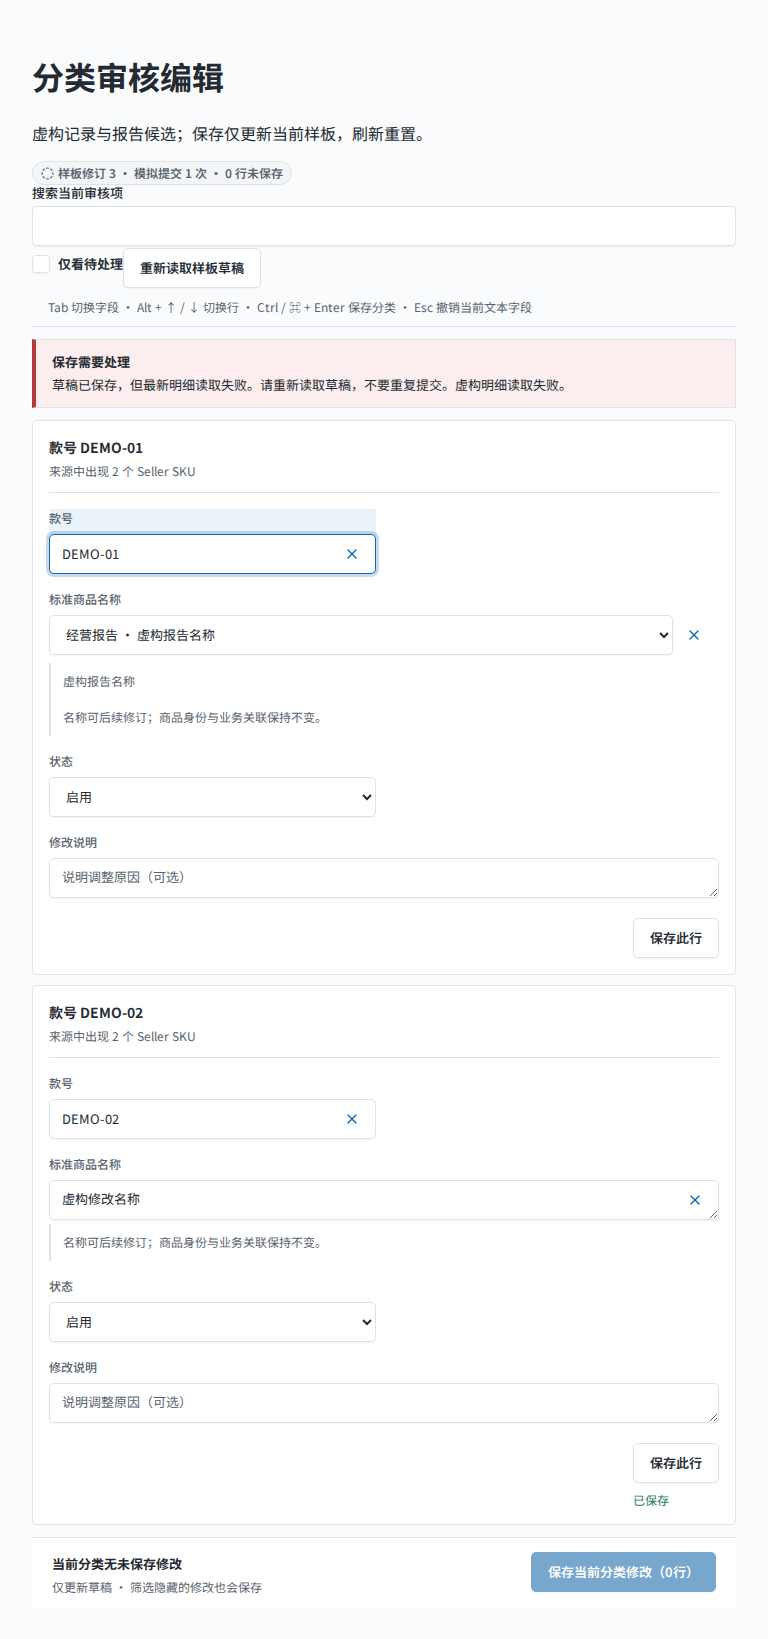 分类审核编辑
虚构记录与报告候选；保存仅更新当前样板，刷新重置。
样板修订 3 · 模拟提交 1 次 · 0 行未保存
搜索当前审核项
仅看待处理
重新读取样板草稿
Tab 切换字段 · Alt + ↑ / ↓ 切换行 · Ctrl / ⌘ + Enter 保存分类 · Esc 撤销当前文本字段
保存需要处理
草稿已保存，但最新明细读取失败。请重新读取草稿，不要重复提交。虚构明细读取失败。
款号 DEMO-01
来源中出现 2 个 Seller SKU
款号
DEMO-01
标准商品名称
经营报告 · 虚构报告名称
虚构报告名称
名称可后续修订；商品身份与业务关联保持不变。
状态
启用
修改说明
说明调整原因（可选）
保存此行
款号 DEMO-02
来源中出现 2 个 Seller SKU
款号
DEMO-02
标准商品名称
虚构修改名称
名称可后续修订；商品身份与业务关联保持不变。
状态
启用
修改说明
说明调整原因（可选）
保存此行
已保存
当前分类无未保存修改
仅更新草稿 · 筛选隐藏的修改也会保存
保存当前分类修改（0行）